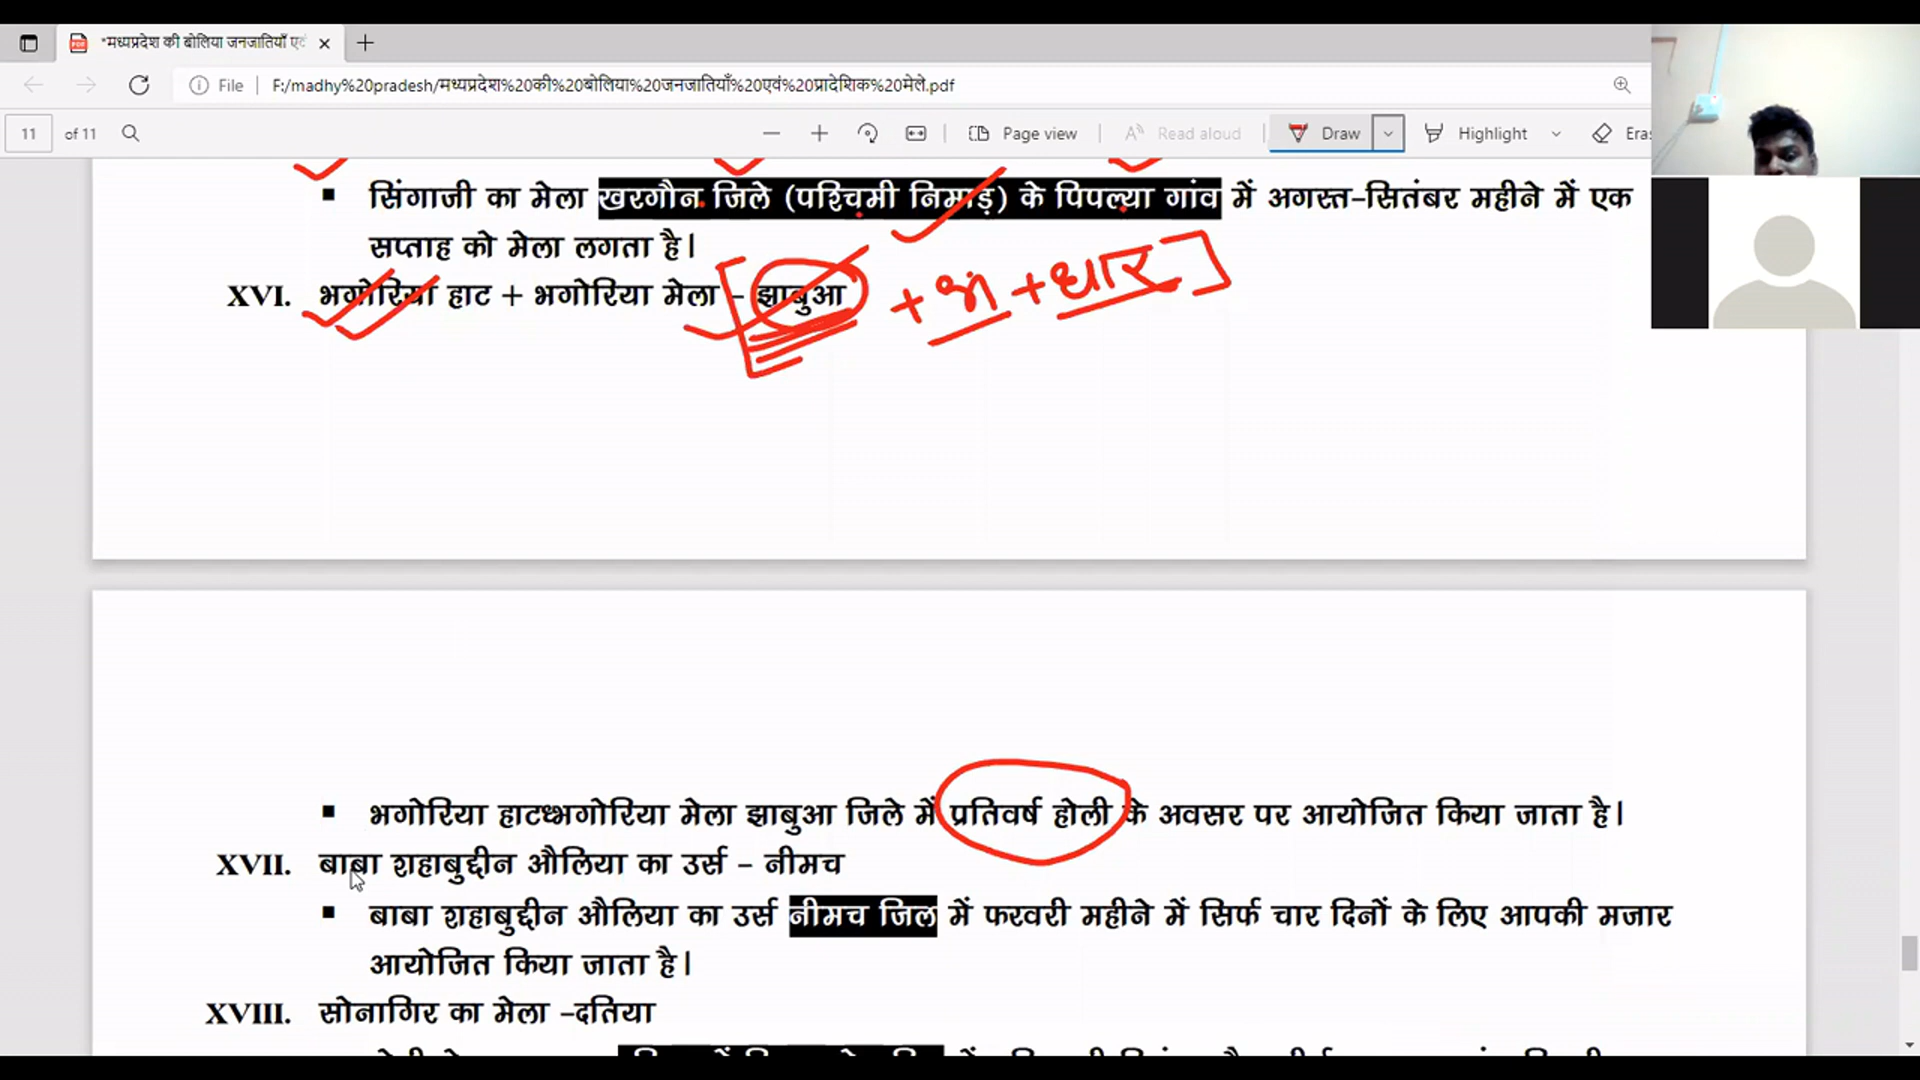 *मध्यप्रदेश की बोलिया जनजातियाँ एवं
File F:/madhy%20pradesh/मध्यप्रदेश%20की%20बोलिया%20जनजातियाँ%20एवं%20प्रादेशिक%20मेले.pdf
11 of 11 Page view Read aloud Draw Highlight Eras
▪ सिंगाजी का मेला खरगौन जिले (पश्चिमी निमाड़) के पिपल्या गांव में अगस्त-सितंबर महीने में एक
सप्ताह को मेला लगता है।
XVI. भगोरिया हाट + भगोरिया मेला - झाबुआ + + धार
▪ भगोरिया हाटध्भगोरिया मेला झाबुआ जिले में प्रतिवर्ष होली के अवसर पर आयोजित किया जाता है।
XVII. बाबा शहाबुद्दीन औलिया का उर्स – नीमच
▪ बाबा शहाबुद्दीन औलिया का उर्स नीमच जिल में फरवरी महीने में सिर्फ चार दिनों के लिए आपकी मजार
आयोजित किया जाता है।
XVIII. सोनागिर का मेला -दतिया